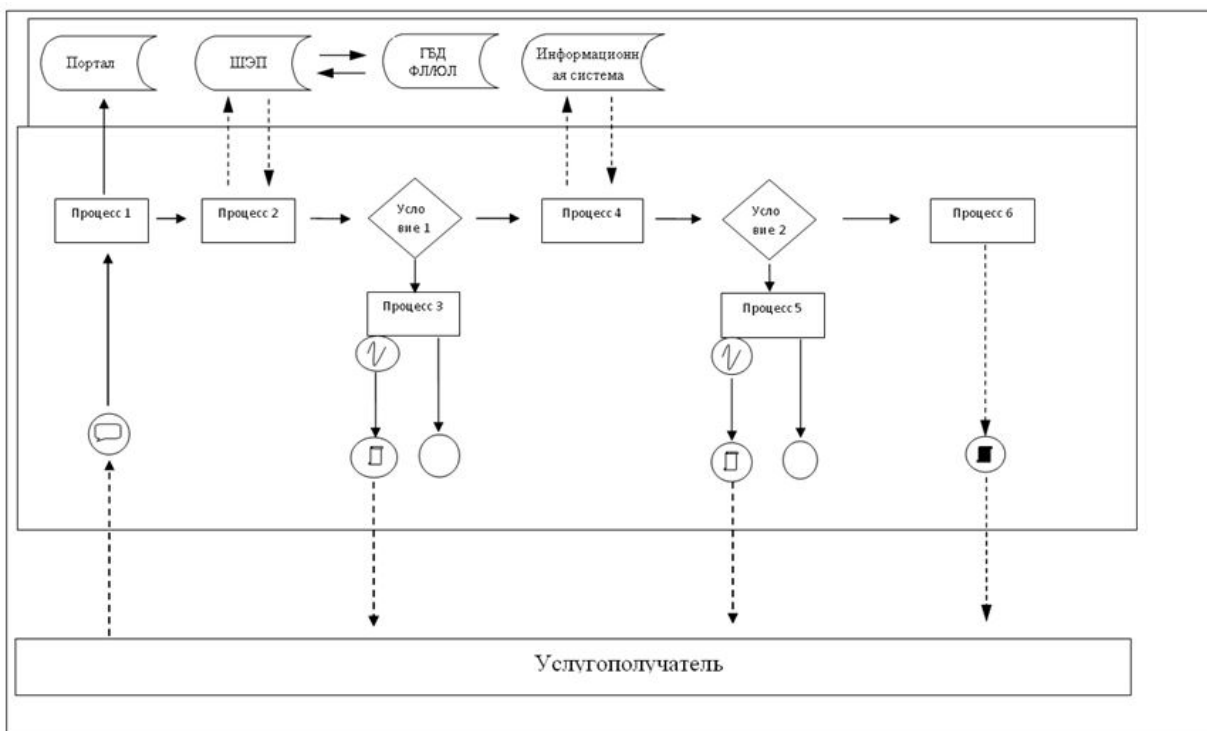 Портал
ШЭП
ГБД
ФЛ/ЮЛ
Информационн
ая система
Процесс 1
Процесс 2
Усло
вие 1
Процесс 4
Усло
вие 2
Процесс 6
Процесс 3
Процесс 5
Услугополучатель